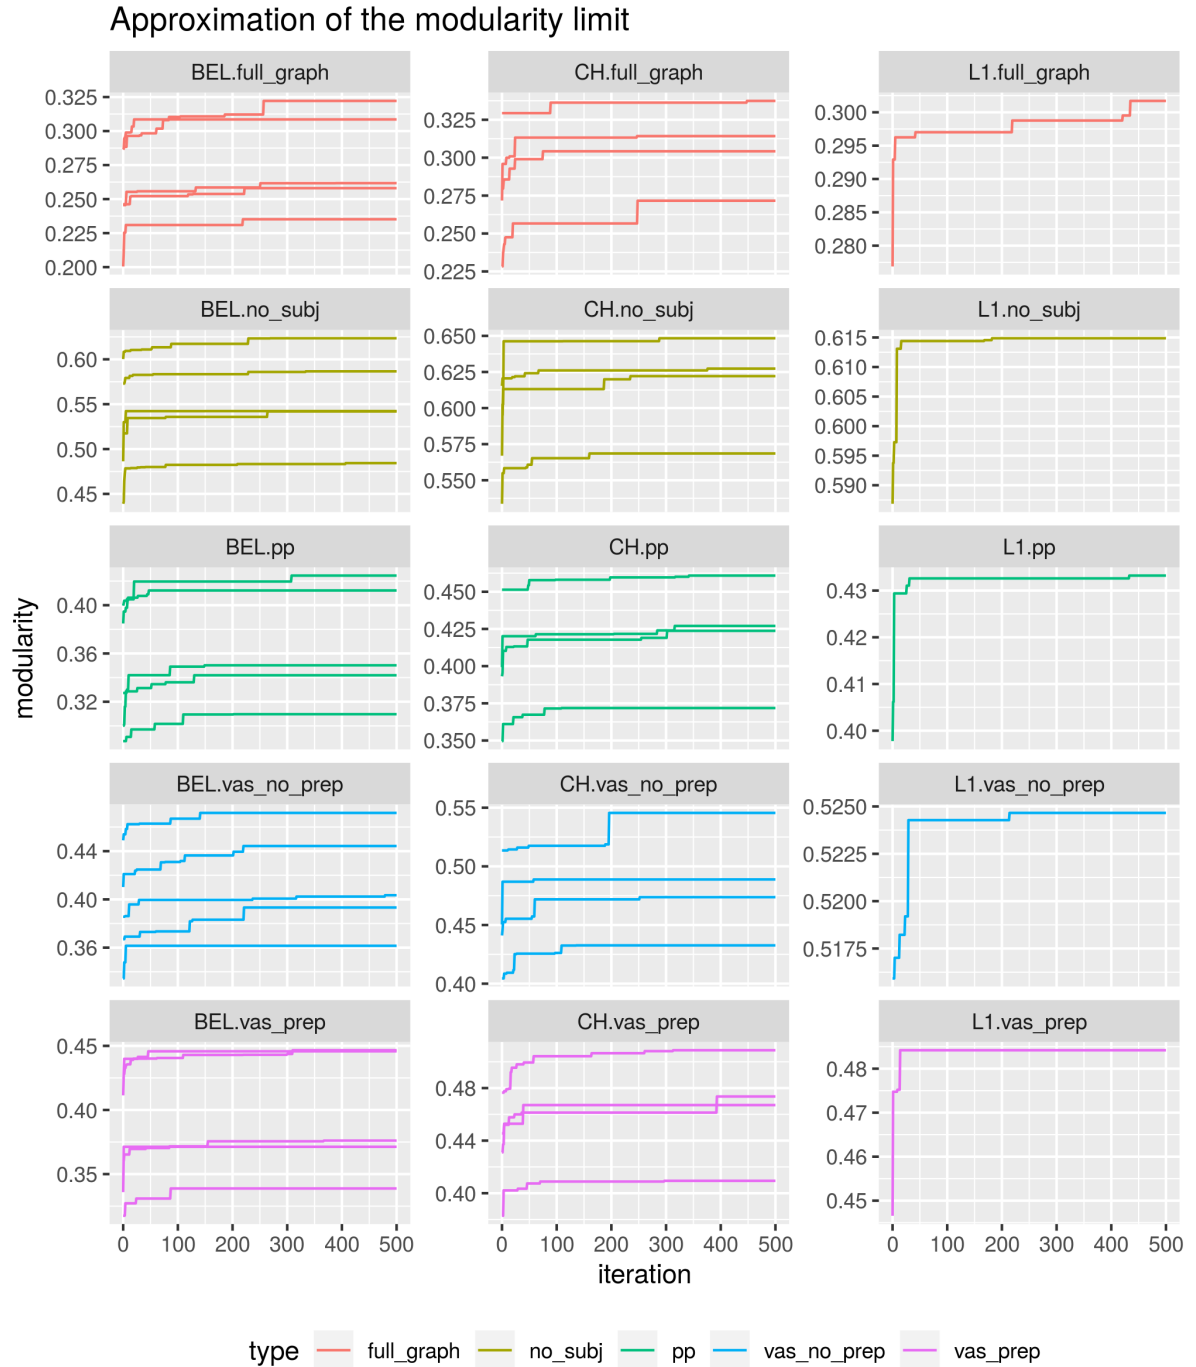 Approximation of the modularity limit
BEL.full_graph
CH.full_graph
L1.full_graph
0.325
0.300
0.275
0.250
0.225
0.200
0.325
0.300
0.275
0.250
0.225
0.300
0.295
0.290
0.285
0.280
BEL.no_subj
CH.no_subj
L1.no_subj
0.60
0.55
0.50
0.45
0.650
0.625
0.600
0.575
0.550
0.615
0.610
0.605
0.600
0.595
0.590
BEL.pp
CH.pp
L1.pp
0.40
0.36
0.32
0.450
0.425
0.400
0.375
0.350
0.43
0.42
0.41
0.40
modularity
BEL.vas_no_prep
CH.vas_no_prep
L1.vas_no_prep
0.44
0.40
0.36
0.55
0.50
0.45
0.40
0.5250
0.5225
0.5200
0.5175
BEL.vas_prep
CH.vas_prep
L1.vas_prep
0.45
0.40
0.35
0.48
0.44
0.40
0.48
0.47
0.46
0.45
0 100 200 300 400 500
0 100 200 300 400 500
0 100 200 300 400 500
iteration
type full_graph no_subj pp vas_no_prep vas_prep